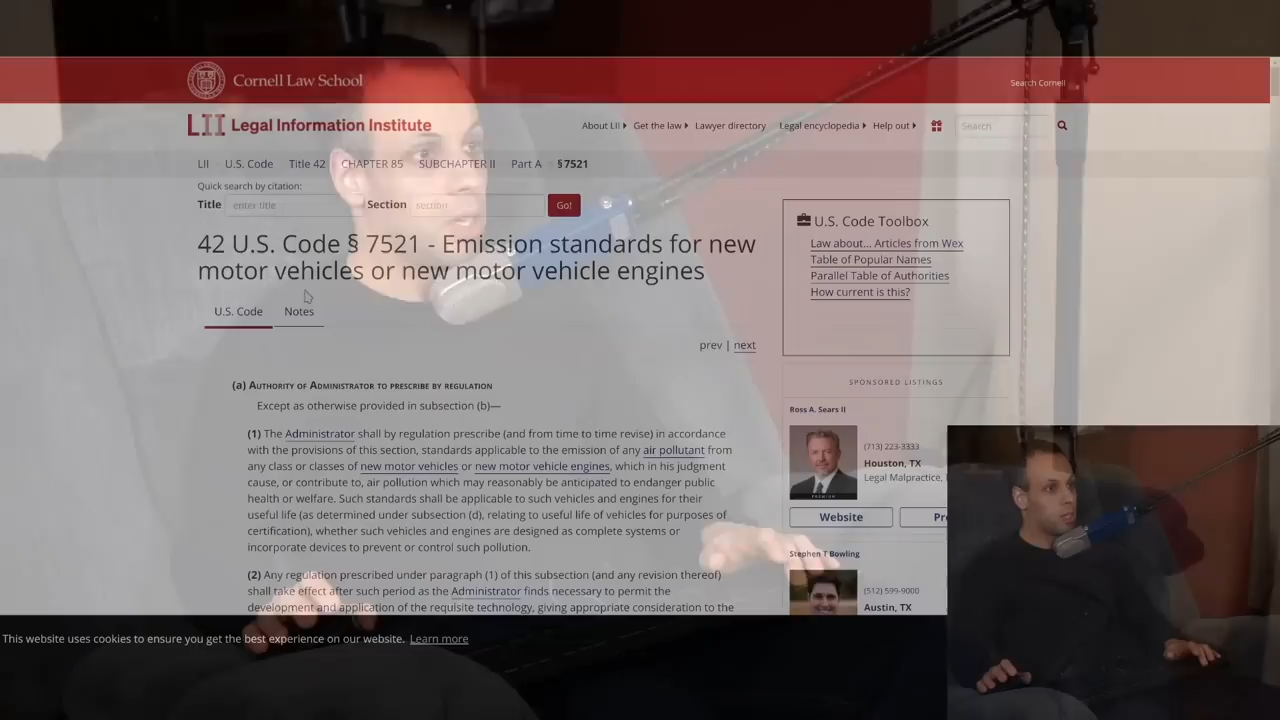 Cornell Law School
Search Cornell
LII Legal Information Institute
About LII Get the law Lawyer directory Legal encyclopedia Help out Search
LII U.S. Code Title 42 CHAPTER 85 SUBCHAPTER II Part A § 7521
Quick search by citation:
Title enter title Section section Go!
42 U.S. Code § 7521 - Emission standards for new
motor vehicles or new motor vehicle engines
U.S. Code Notes
prev | next
(a) AUTHORITY OF ADMINISTRATOR TO PRESCRIBE BY REGULATION
Except as otherwise provided in subsection (b)—
(1) The Administrator shall by regulation prescribe (and from time to time revise) in accordance
with the provisions of this section, standards applicable to the emission of any air pollutant from
any class or classes of new motor vehicles or new motor vehicle engines, which in his judgment
cause, or contribute to, air pollution which may reasonably be anticipated to endanger public
health or welfare. Such standards shall be applicable to such vehicles and engines for their
useful life (as determined under subsection (d), relating to useful life of vehicles for purposes of
certification), whether such vehicles and engines are designed as complete systems or
incorporate devices to prevent or control such pollution.
(2) Any regulation prescribed under paragraph (1) of this subsection (and any revision thereof)
shall take effect after such period as the Administrator finds necessary to permit the
development and application of the requisite technology, giving appropriate consideration to the
U.S. Code Toolbox
Law about... Articles from Wex
Table of Popular Names
Parallel Table of Authorities
How current is this?
SPONSORED LISTINGS
Ross A. Sears II
(713) 223-3333
Houston, TX
Legal Malpractice,
PREMIUM
Website Pr
Stephen T Bowling
(512) 599-9000
Austin, TX
This website uses cookies to ensure you get the best experience on our website. Learn more